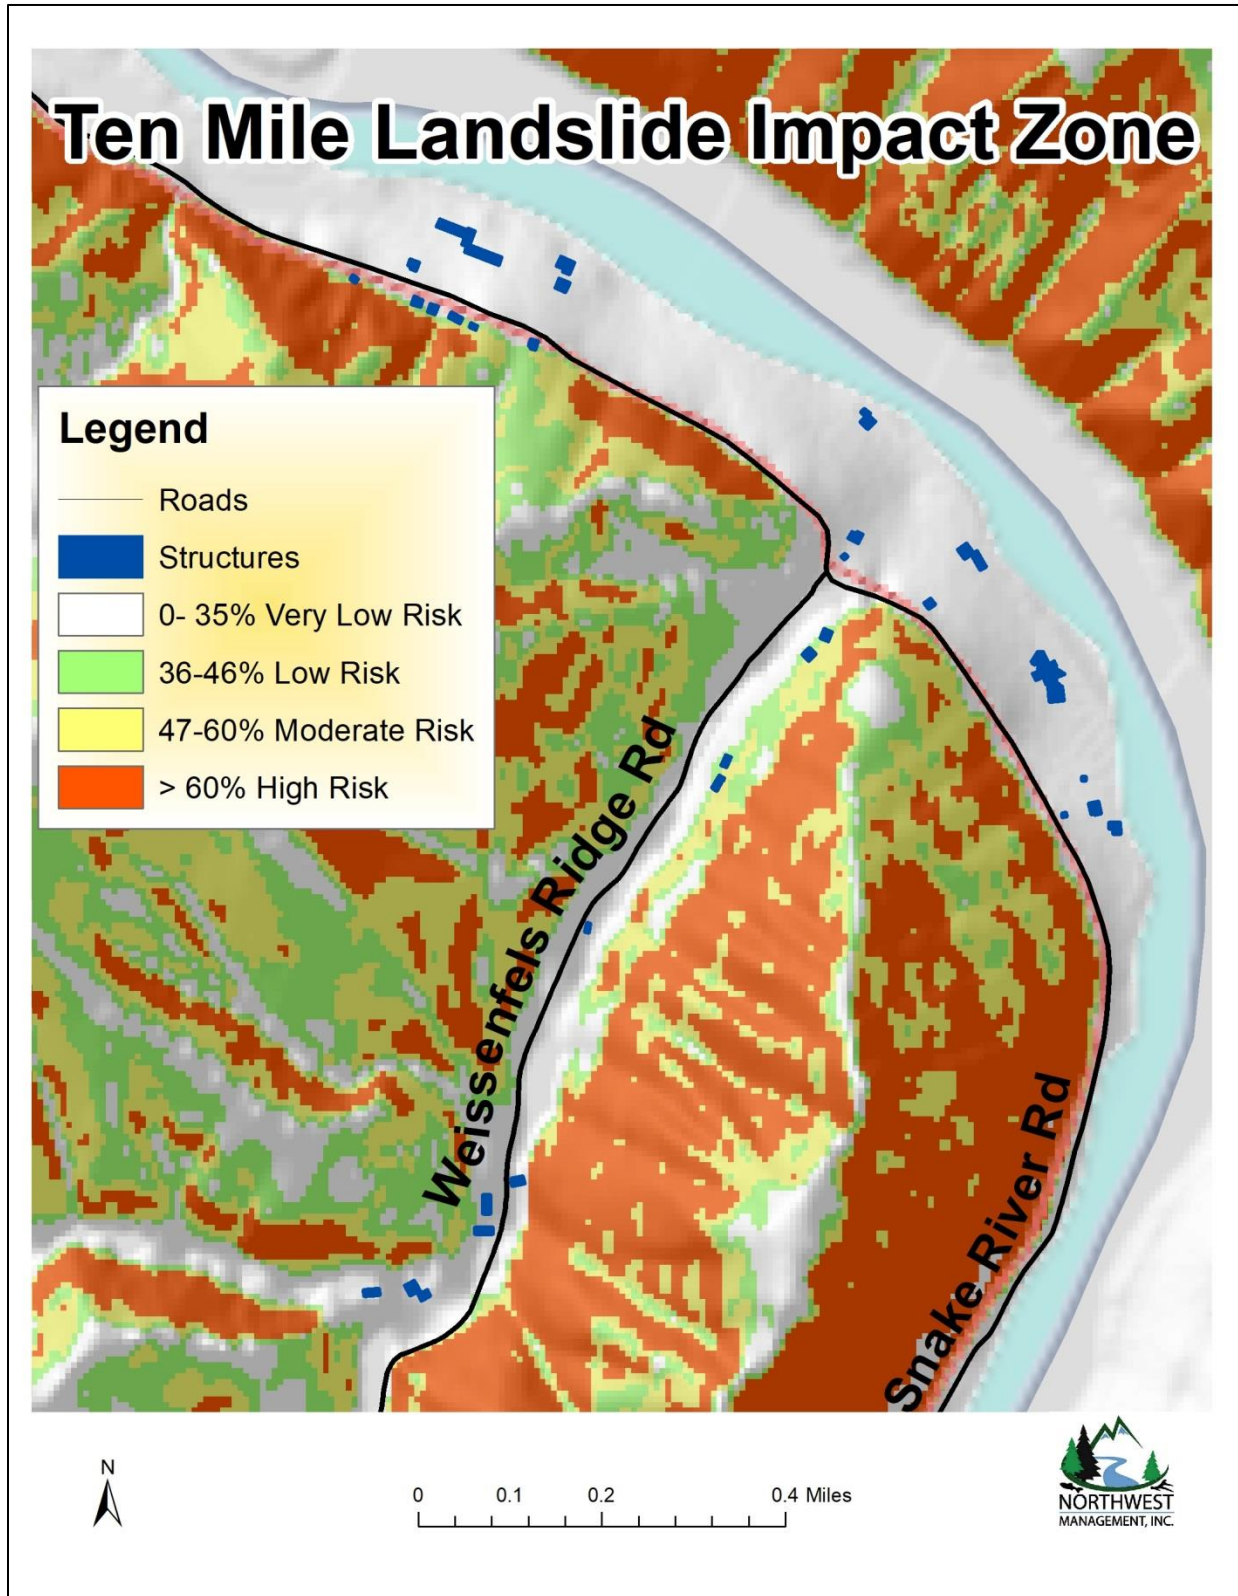 Ten Mile Landslide Impact Zone
Legend
Roads
Structures
0- 35% Very Low Risk
36-46% Low Risk
47-60% Moderate Risk
> 60% High Risk
Weissenfels Ridge Rd
Snake River Rd
N
0 0.1 0.2 0.4 Miles
NORTHWEST
MANAGEMENT, INC.